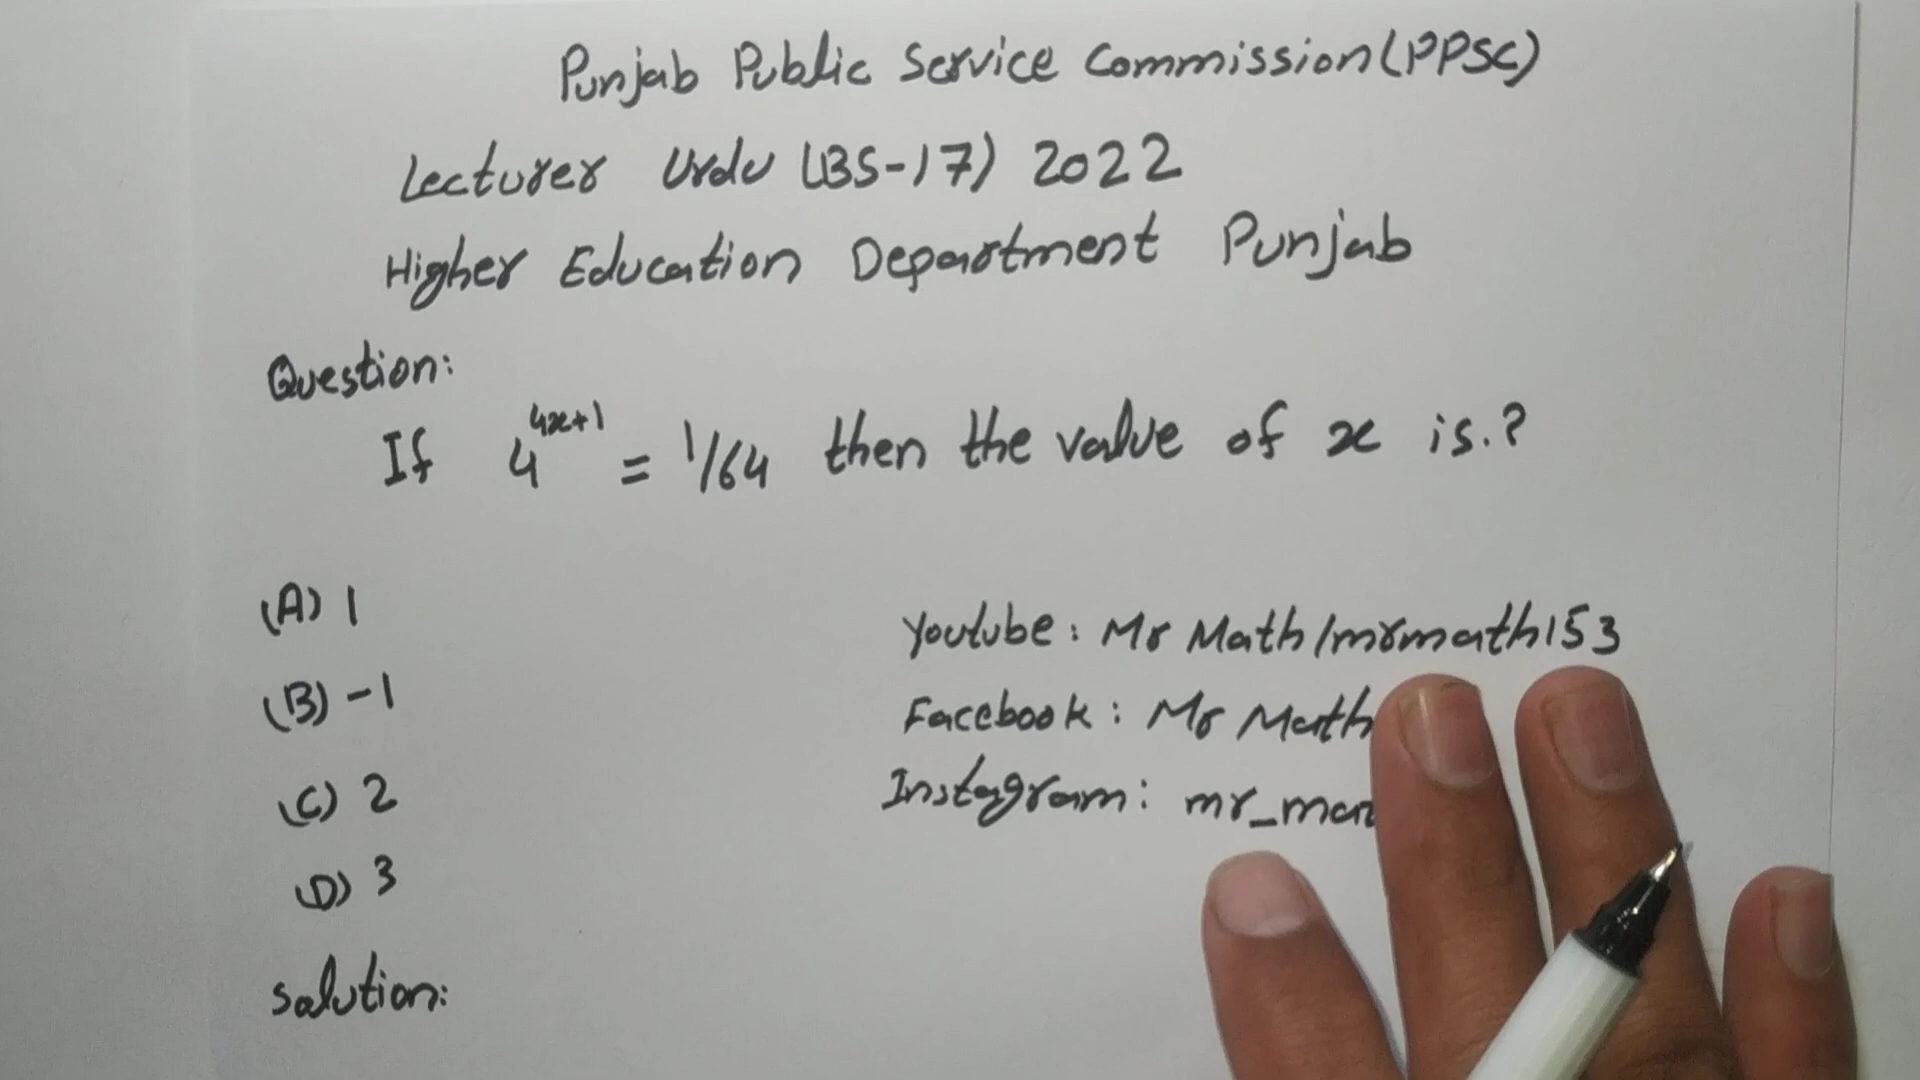 Punjab Public Service Commission (PPSC)
Lecturer Urdu (BS-17) 2022
Higher Education Department Punjab
Question:
If 4^{4x+1} = 1/64 then the value of x is.?
(A) 1
(B) -1
(C) 2
(D) 3
Youtube: Mr Math/mrmath153
Facebook: Mr Math
Instagram:
Solution: